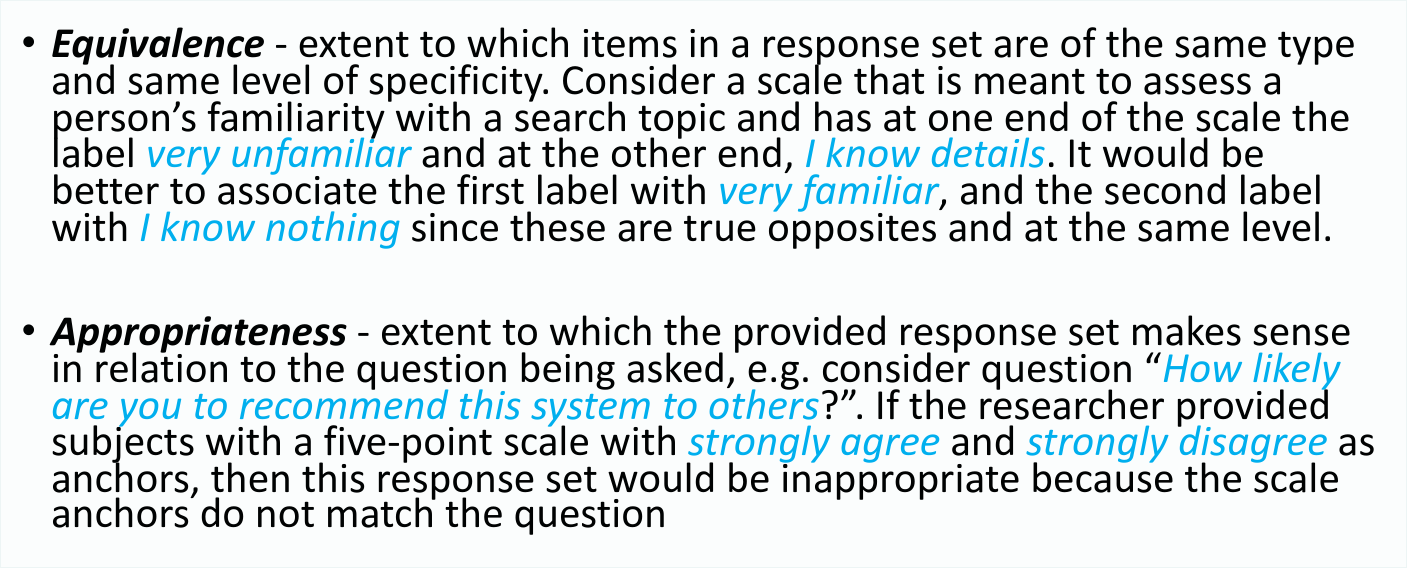 • Equivalence - extent to which items in a response set are of the same type
and same level of specificity. Consider a scale that is meant to assess a
person’s familiarity with a search topic and has at one end of the scale the
label very unfamiliar and at the other end, I know details. It would be
better to associate the first label with very familiar, and the second label
with I know nothing since these are true opposites and at the same level.
• Appropriateness - extent to which the provided response set makes sense
in relation to the question being asked, e.g. consider question “How likely
are you to recommend this system to others?”. If the researcher provided
subjects with a five-point scale with strongly agree and strongly disagree as
anchors, then this response set would be inappropriate because the scale
anchors do not match the question